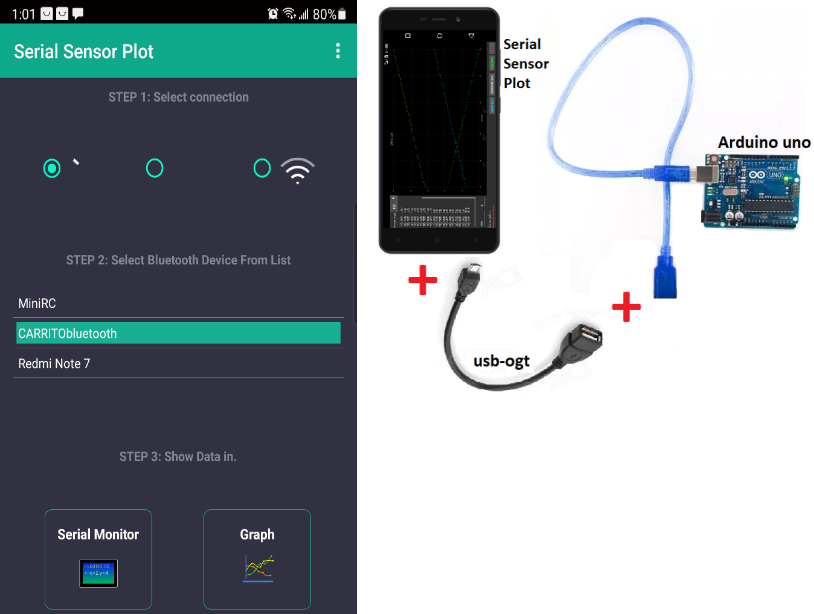 1:01 80%
Serial Sensor Plot
STEP 1: Select connection
STEP 2: Select Bluetooth Device From List
MiniRC
CARRITObluetooth
Redmi Note 7
STEP 3: Show Data in.
Serial Monitor
Graph
Serial
Sensor
Plot
Arduino uno
UNO
usb-ogt